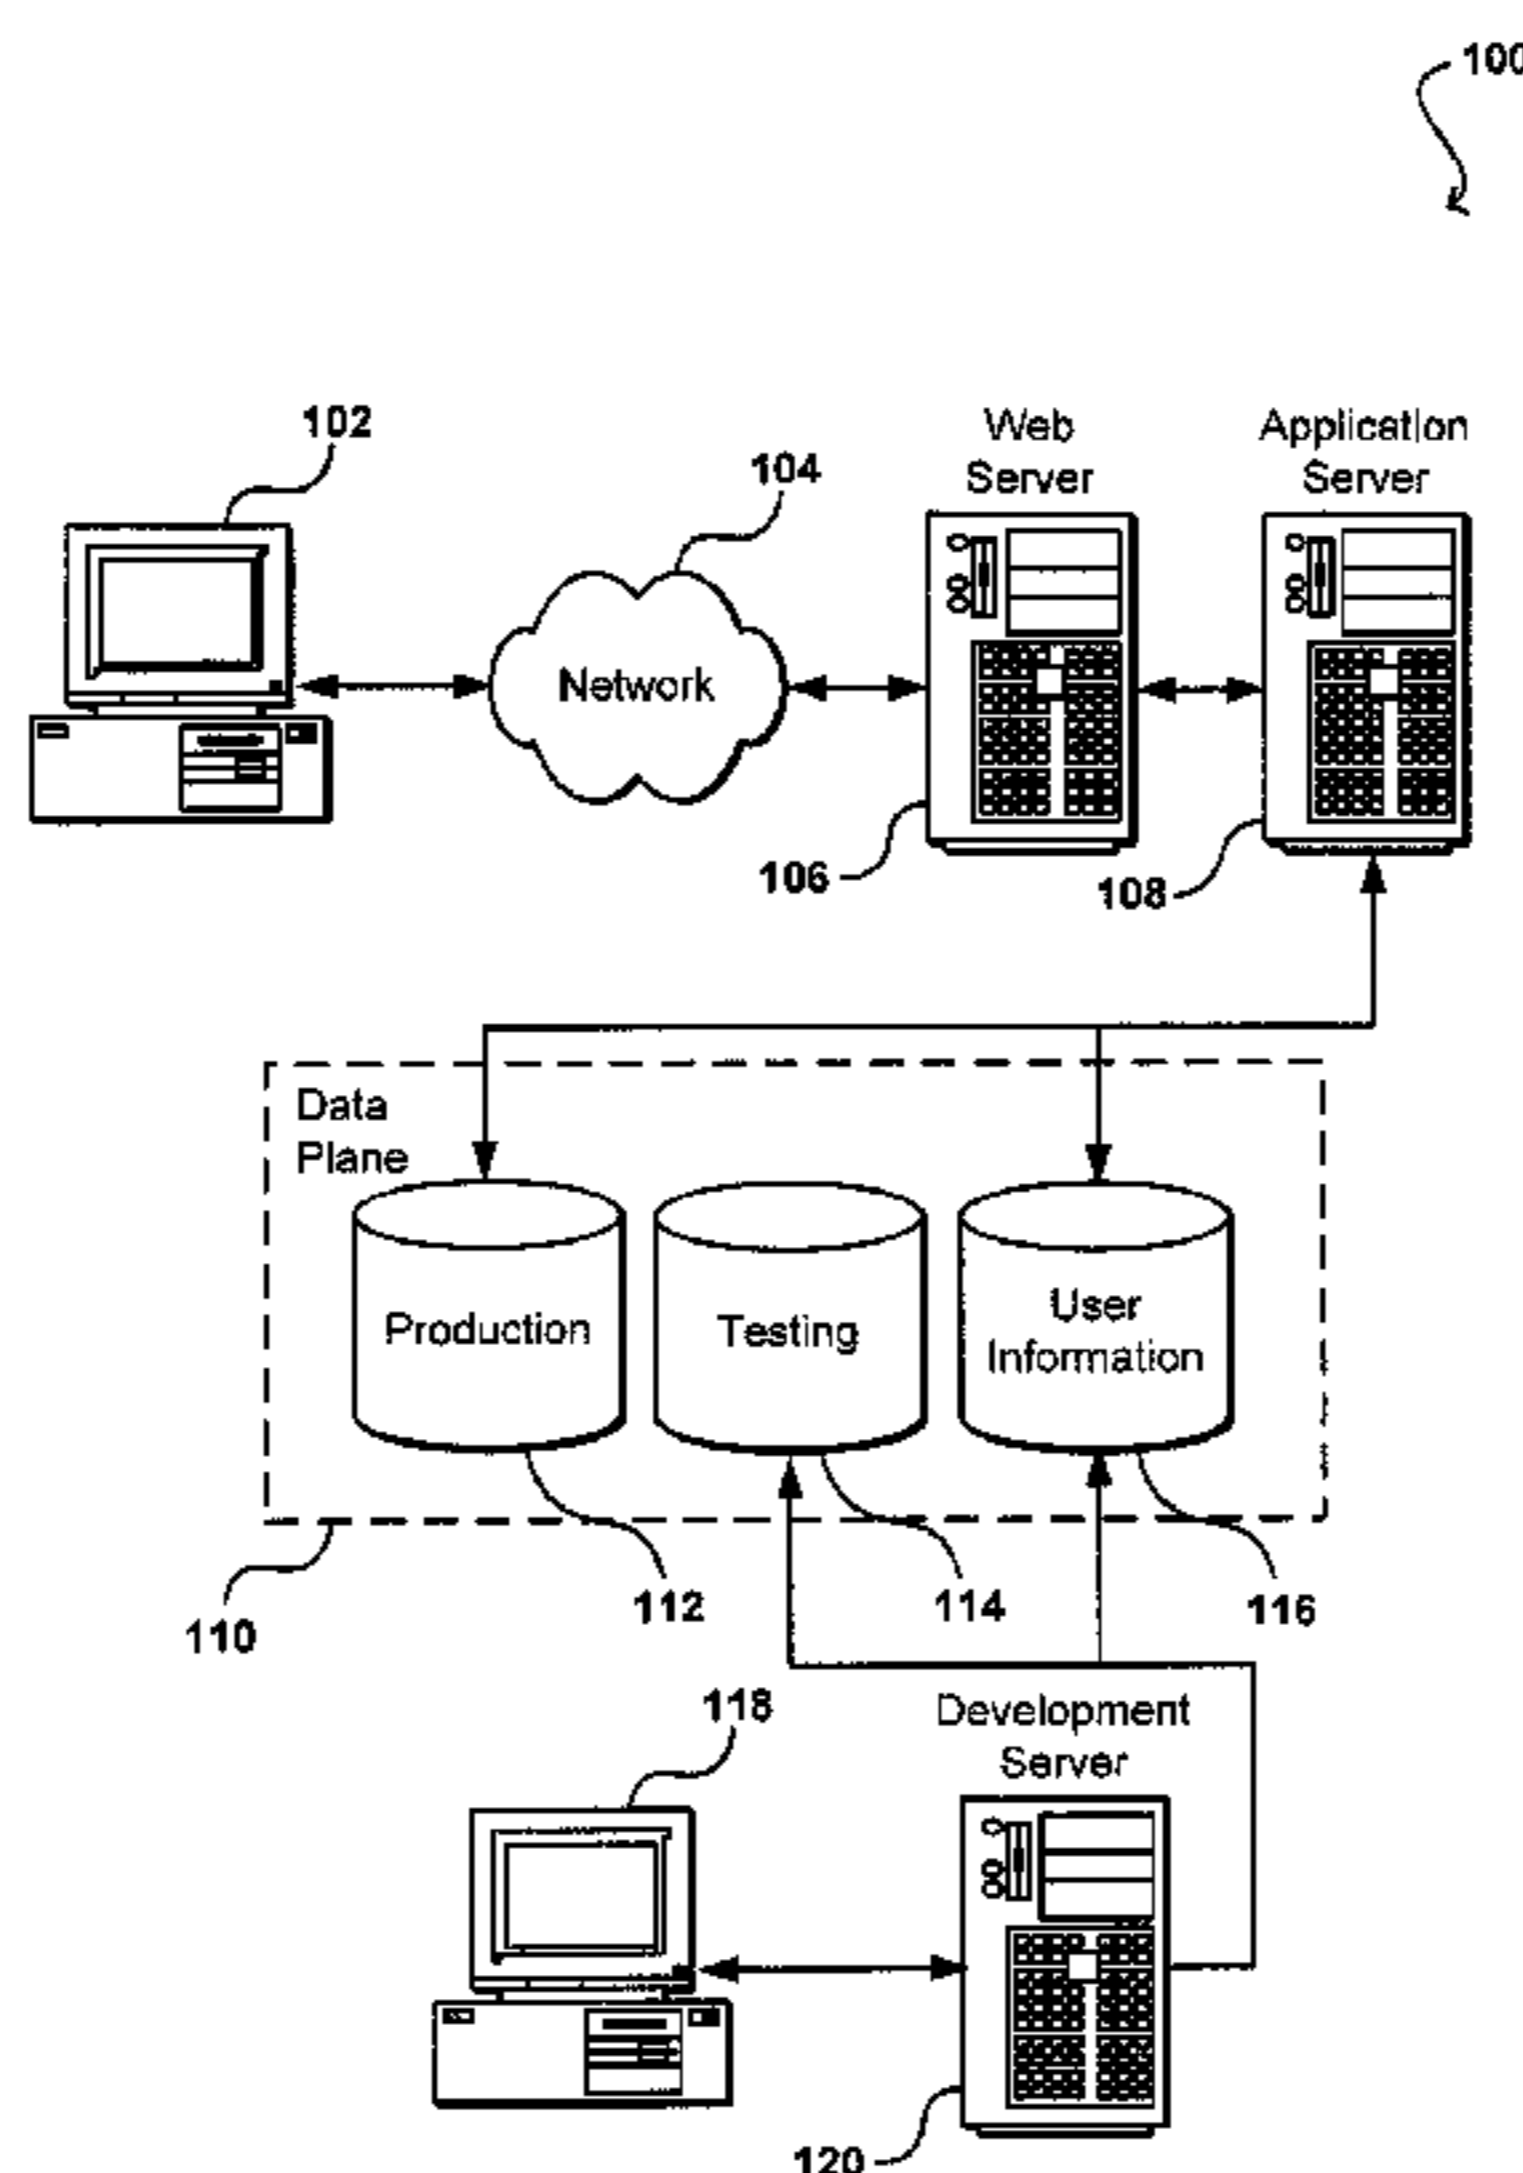 100
102
104
Web
Server
Application
Server
Network
106
108
Data
Plane
Production
Testing
User
Information
110
112
114
116
118
Development
Server
120